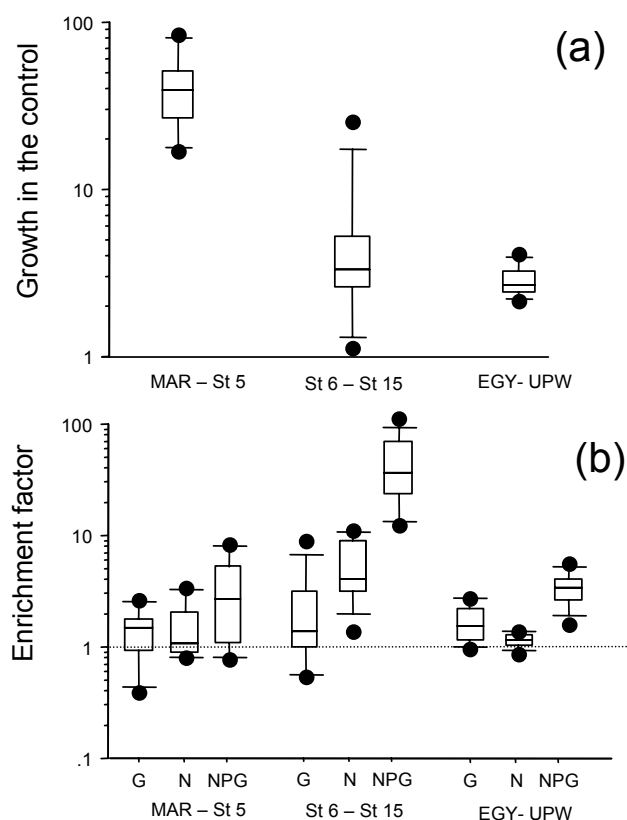 (a)
Growth in the control
100
10
1
MAR – St 5 St 6 – St 15 EGY- UPW
(b)
Enrichment factor
100
10
1
.1
G N NPG G N NPG G N NPG
MAR – St 5 St 6 – St 15 EGY- UPW